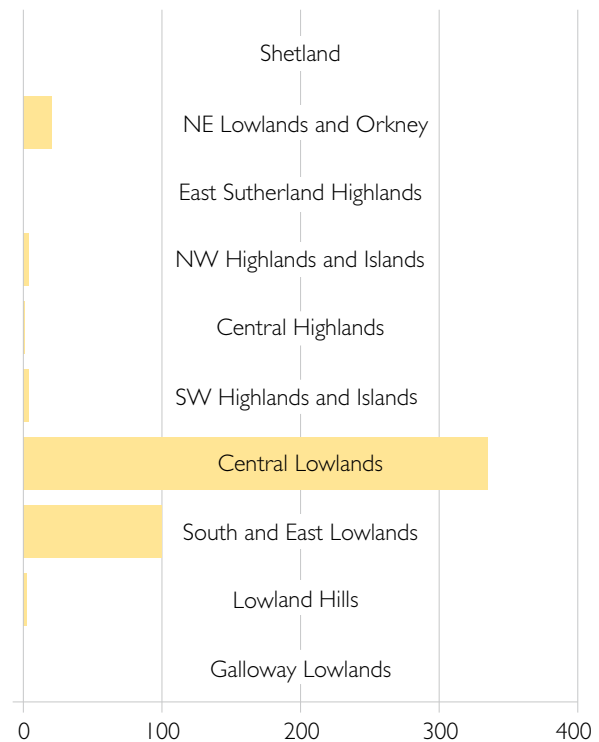 Shetland
NE Lowlands and Orkney
East Sutherland Highlands
NW Highlands and Islands
Central Highlands
SW Highlands and Islands
Central Lowlands
South and East Lowlands
Lowland Hills
Galloway Lowlands
0 100 200 300 400